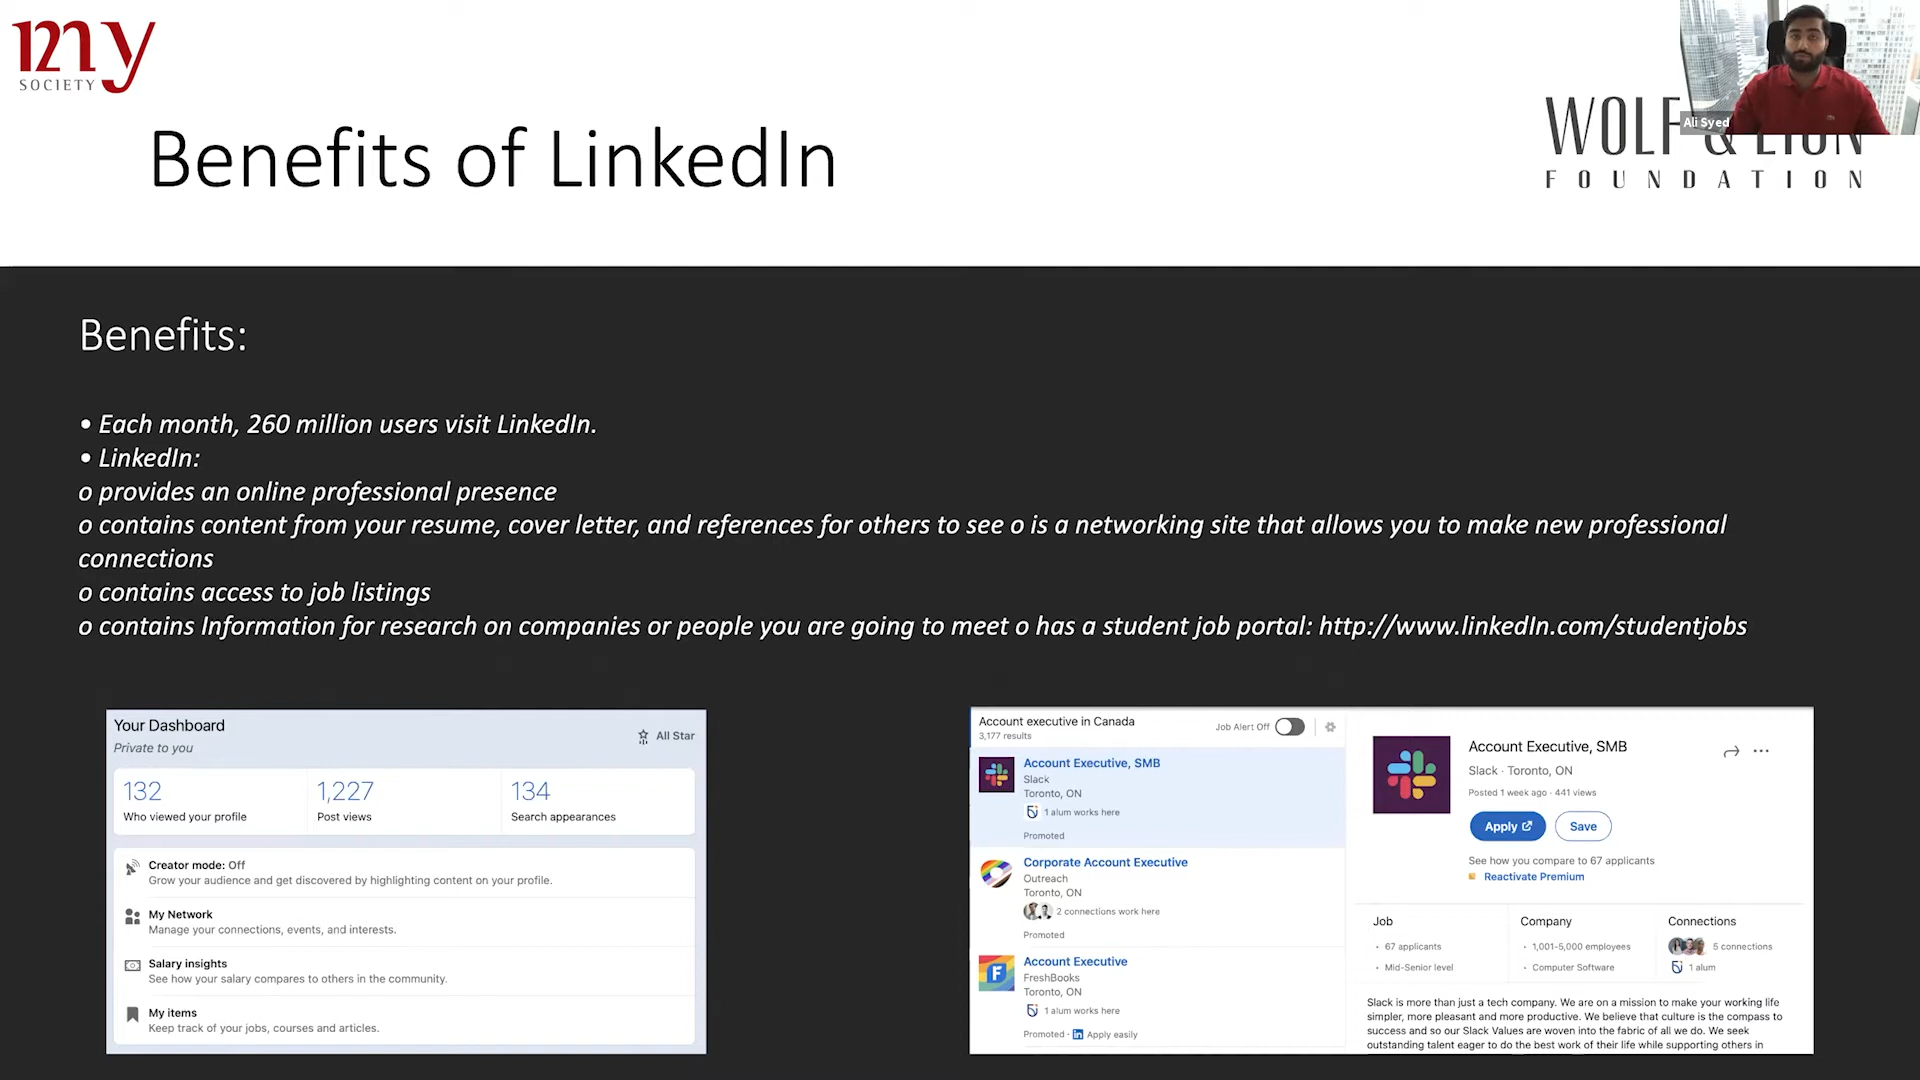 my
SOCIETY
Benefits of LinkedIn
WOLF & LION
FOUNDATION
Ali Syed
Benefits:
• Each month, 260 million users visit LinkedIn.
• LinkedIn:
o provides an online professional presence
o contains content from your resume, cover letter, and references for others to see o is a networking site that allows you to make new professional
connections
o contains access to job listings
o contains Information for research on companies or people you are going to meet o has a student job portal: http://www.linkedIn.com/studentjobs
Your Dashboard
Private to you
All Star
132
Who viewed your profile
1,227
Post views
134
Search appearances
Creator mode: Off
Grow your audience and get discovered by highlighting content on your profile.
My Network
Manage your connections, events, and interests.
Salary insights
See how your salary compares to others in the community.
My items
Keep track of your jobs, courses and articles.
Account executive in Canada
3,177 results
Job Alert Off
Account Executive, SMB
Slack
Toronto, ON
1 alum works here
Promoted
Corporate Account Executive
Outreach
Toronto, ON
2 connections work here
Promoted
Account Executive
FreshBooks
Toronto, ON
1 alum works here
Promoted · in Apply easily
Account Executive, SMB
Slack · Toronto, ON
Posted 1 week ago · 441 views
Apply
Save
See how you compare to 67 applicants
Reactivate Premium
Job
• 67 applicants
• Mid-Senior level
Company
• 1,001-5,000 employees
• Computer Software
Connections
5 connections
1 alum
Slack is more than just a tech company. We are on a mission to make your working life
simpler, more pleasant and more productive. We believe that culture is the compass to
success and so our Slack Values are woven into the fabric of all we do. We seek
outstanding talent eager to do the best work of their life while supporting others in